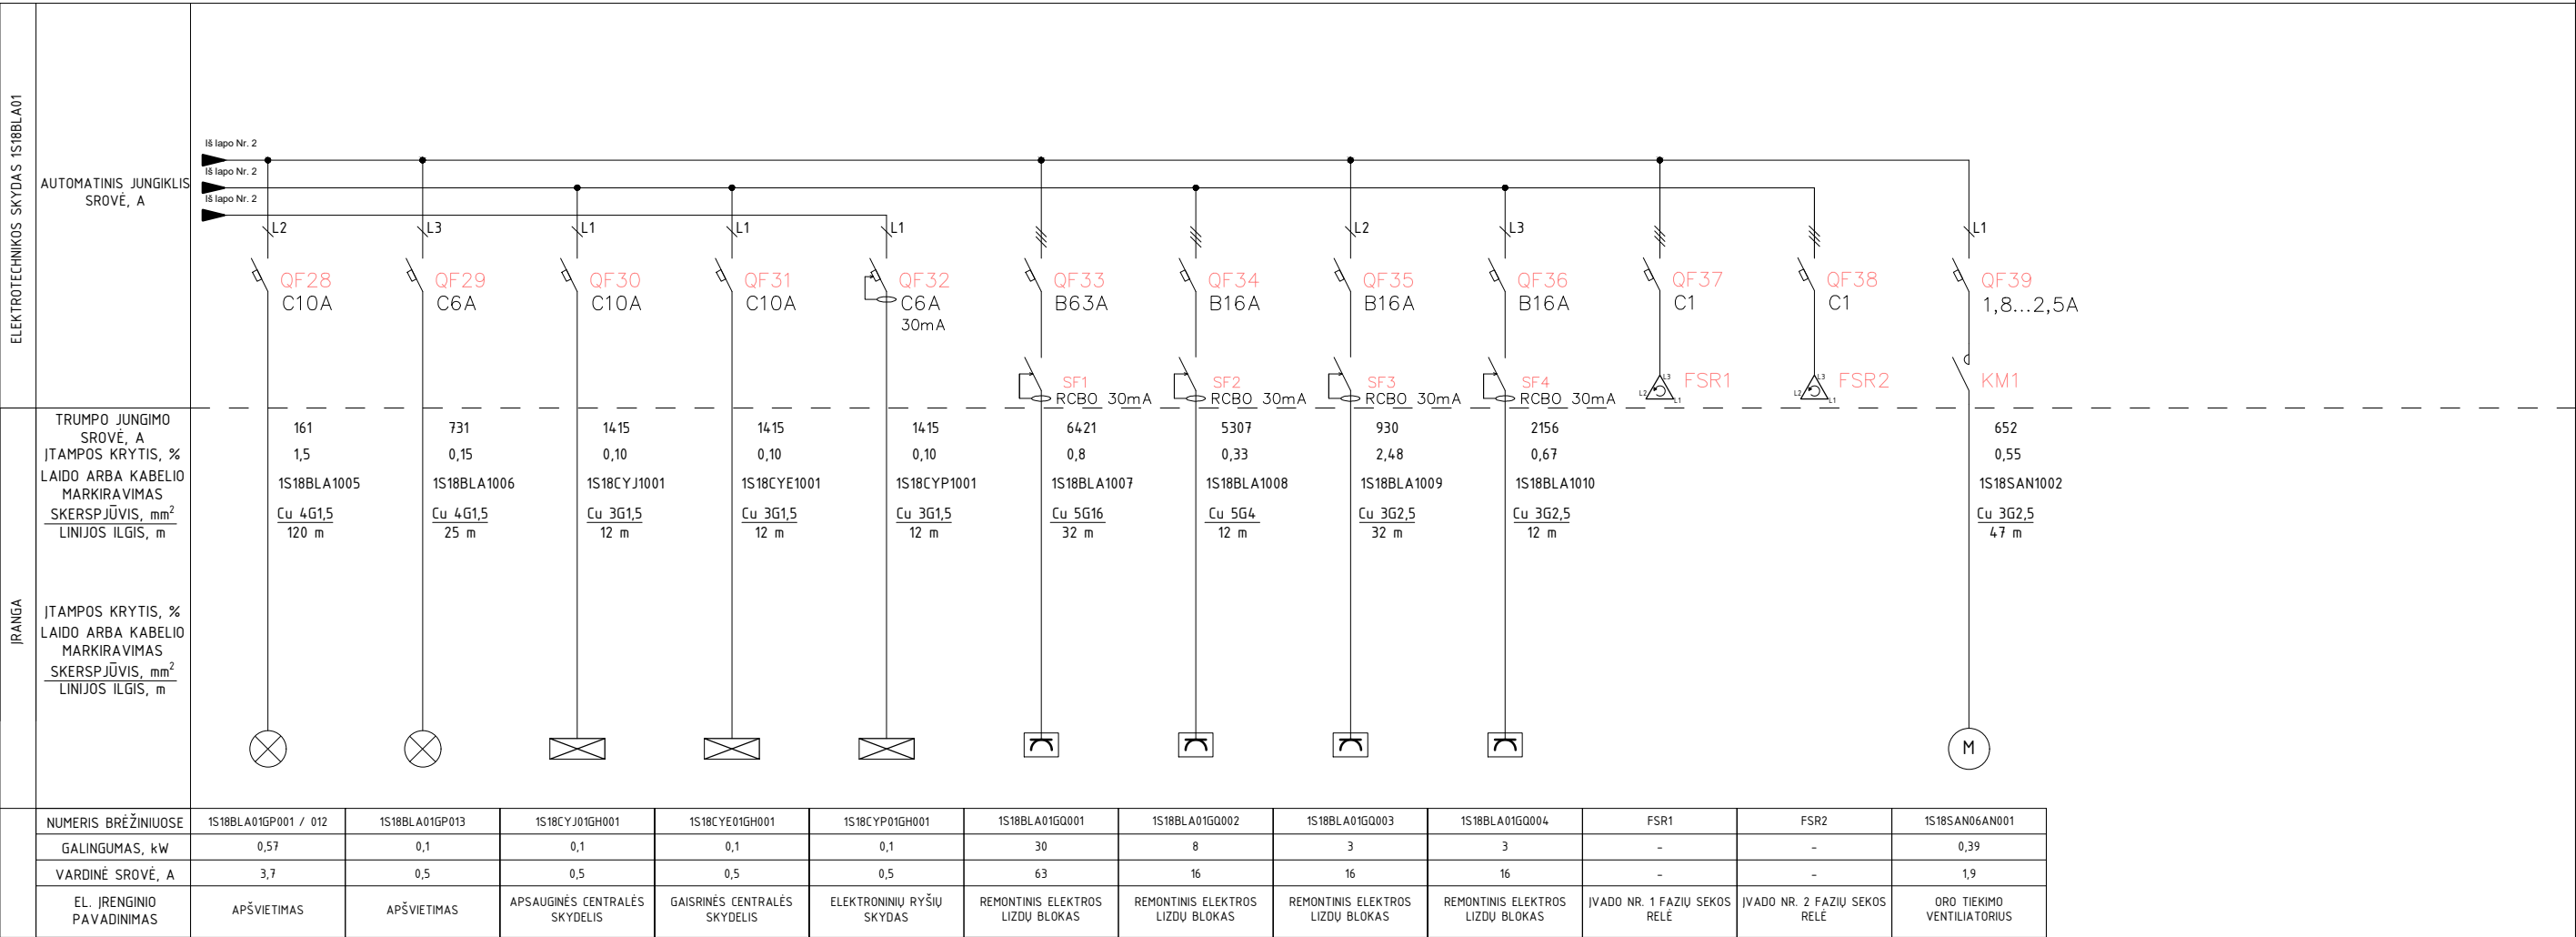 ELEKTROTECHNIKOS SKYDAS 1S18BLA01
AUTOMATINIS JUNGIKLIS
SROVĖ, A
Iš lapo Nr. 2
Iš lapo Nr. 2
Iš lapo Nr. 2
L2 L3 L1 L1 L1 L2 L3 L1
QF28 QF29 QF30 QF31 QF32 QF33 QF34 QF35 QF36 QF37 QF38 QF39
C10A C6A C10A C10A C6A B63A B16A B16A B16A C1 C1 1,8...2,5A
30mA
SF1 SF2 SF3 SF4 L3 FSR1 L3 FSR2 KM1
RCBO 30mA RCBO 30mA RCBO 30mA RCBO 30mA L2 L1 L2 L1
ĮRANGA
TRUMPO JUNGIMO
SROVĖ, A
161 731 1415 1415 1415 6421 5307 930 2156 652
ĮTAMPOS KRYTIS, % 1,5 0,15 0,10 0,10 0,10 0,8 0,33 2,48 0,67 0,55
LAIDO ARBA KABELIO
MARKIRAVIMAS
1S18BLA1005 1S18BLA1006 1S18CYJ1001 1S18CYE1001 1S18CYP1001 1S18BLA1007 1S18BLA1008 1S18BLA1009 1S18BLA1010 1S18SAN1002
SKERSPJŪVIS, mm² Cu 4G1,5 Cu 4G1,5 Cu 3G1,5 Cu 3G1,5 Cu 3G1,5 Cu 5G16 Cu 5G4 Cu 3G2,5 Cu 3G2,5 Cu 3G2,5
LINIJOS ILGIS, m 120 m 25 m 12 m 12 m 12 m 32 m 12 m 32 m 12 m 47 m
ĮTAMPOS KRYTIS, %
LAIDO ARBA KABELIO
MARKIRAVIMAS
SKERSPJŪVIS, mm²
LINIJOS ILGIS, m
M
NUMERIS BRĖŽINIUOSE 1S18BLA01GP001 / 012 1S18BLA01GP013 1S18CYJ01GH001 1S18CYE01GH001 1S18CYP01GH001 1S18BLA01GQ001 1S18BLA01GQ002 1S18BLA01GQ003 1S18BLA01GQ004 FSR1 FSR2 1S18SAN06AN001
GALINGUMAS, kW 0,57 0,1 0,1 0,1 0,1 30 8 3 3 - - 0,39
VARDINĖ SROVĖ, A 3,7 0,5 0,5 0,5 0,5 63 16 16 16 - - 1,9
EL. ĮRENGINIO
PAVADINIMAS
APŠVIETIMAS
APŠVIETIMAS
APSAUGINĖS CENTRALĖS
SKYDELIS
GAISRINĖS CENTRALĖS
SKYDELIS
ELEKTRONINIŲ RYŠIŲ
SKYDAS
REMONTINIS ELEKTROS
LIZDŲ BLOKAS
REMONTINIS ELEKTROS
LIZDŲ BLOKAS
REMONTINIS ELEKTROS
LIZDŲ BLOKAS
REMONTINIS ELEKTROS
LIZDŲ BLOKAS
ĮVADO NR. 1 FAZIŲ SEKOS
RELĖ
ĮVADO NR. 2 FAZIŲ SEKOS
RELĖ
ORO TIEKIMO
VENTILIATORIUS